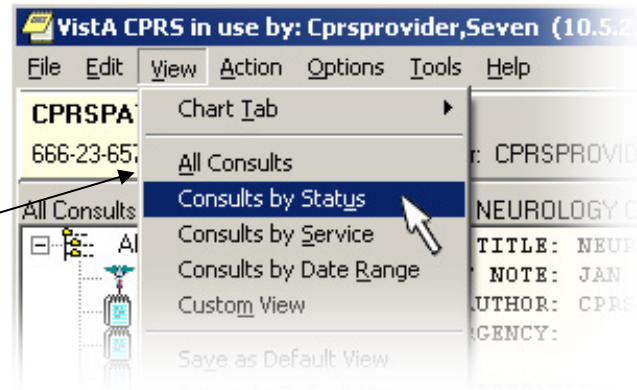 VistA CPRS in use by: Cprsprovider,Seven (10.5.2
File Edit View Action Options Tools Help
CPRSPA
Chart Tab
666-23-657
All Consults
r: CPRSPROVID
All Consults
Consults by Status
NEUROLOGY C
Consults by Service
TITLE: NEUR
Consults by Date Range
NOTE: JAN
Custom View
AUTHOR: CPRS
GENCY:
Save as Default View